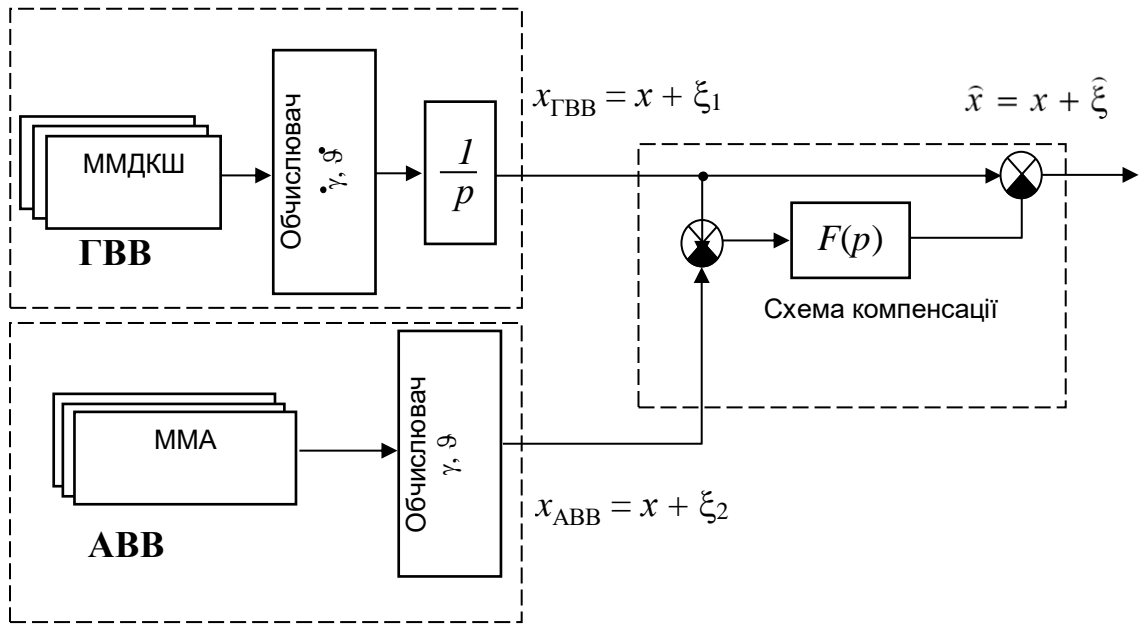 ММДКШ
ГВВ
Обчислювач
γ̇, ϑ̇
1
p
x_ГВВ = x + ξ₁
x̂ = x + ξ̂
F(p)
Схема компенсації
ММА
АВВ
Обчислювач
γ, ϑ
x_АВВ = x + ξ₂